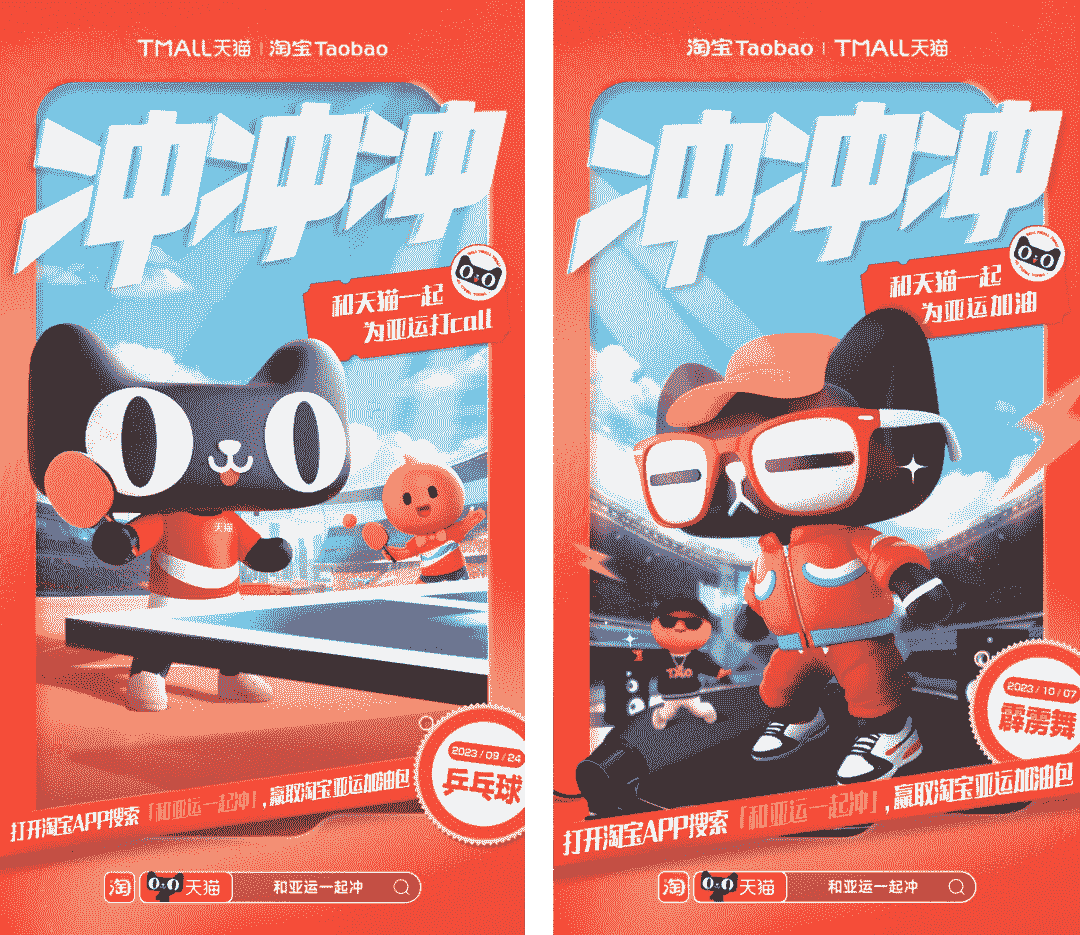 TMALL天猫 | 淘宝Taobao
冲冲冲
和天猫一起
为亚运打call
天猫
2023 / 09 / 24
乒乓球
打开淘宝APP搜索「和亚运一起冲」,赢取淘宝亚运加油包
淘 天猫 和亚运一起冲
淘宝Taobao | TMALL天猫
冲冲冲
和天猫一起
为亚运加油
2023 / 10 / 07
霹雳舞
打开淘宝APP搜索「和亚运一起冲」,赢取淘宝亚运加油包
淘 天猫 和亚运一起冲